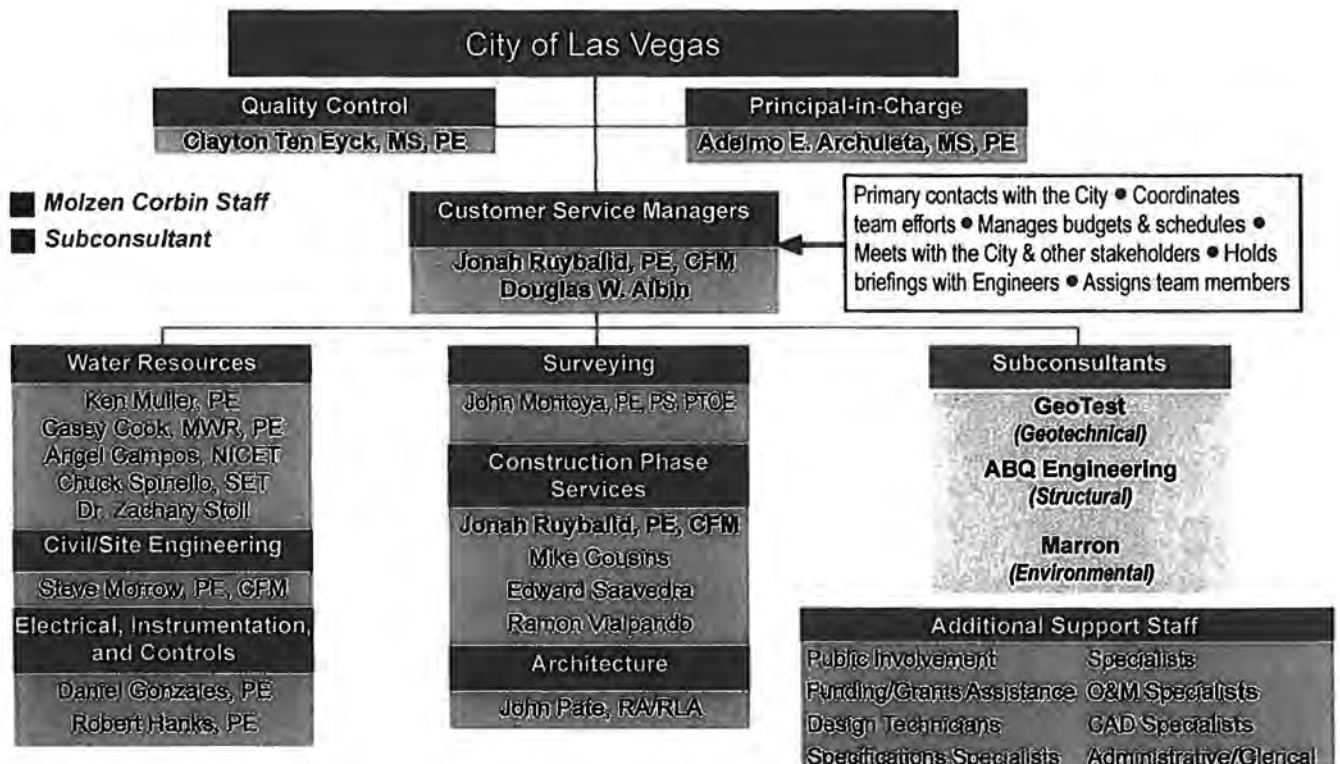 City of Las Vegas
Quality Control
Clayton Ten Eyck, MS, PE
Principal-in-Charge
Adelmo E. Archuleta, MS, PE
Molzen Corbin Staff
Subconsultant
Customer Service Managers
Jonah Ruybalid, PE, CFM
Douglas W. Albin
Primary contacts with the City ● Coordinates
team efforts ● Manages budgets & schedules ●
Meets with the City & other stakeholders ● Holds
briefings with Engineers ● Assigns team members
Water Resources
Ken Muller, PE
Casey Cook, MWR, PE
Angel Campos, NICET
Chuck Spinello, SET
Dr. Zachary Stoll
Civil/Site Engineering
Steve Morrow, PE, CFM
Electrical, Instrumentation,
and Controls
Daniel Gonzales, PE
Robert Hanks, PE
Surveying
John Montoya, PE, PS, PTOE
Construction Phase
Services
Jonah Ruybalid, PE, CFM
Mike Cousins
Edward Saavedra
Ramon Vialpando
Architecture
John Pate, RA/RLA
Subconsultants
GeoTest
(Geotechnical)
ABQ Engineering
(Structural)
Marron
(Environmental)
Additional Support Staff
Public Involvement Specialists
Funding/Grants Assistance O&M Specialists
Design Technicians CAD Specialists
Specifications Specialists Administrative/Clerical